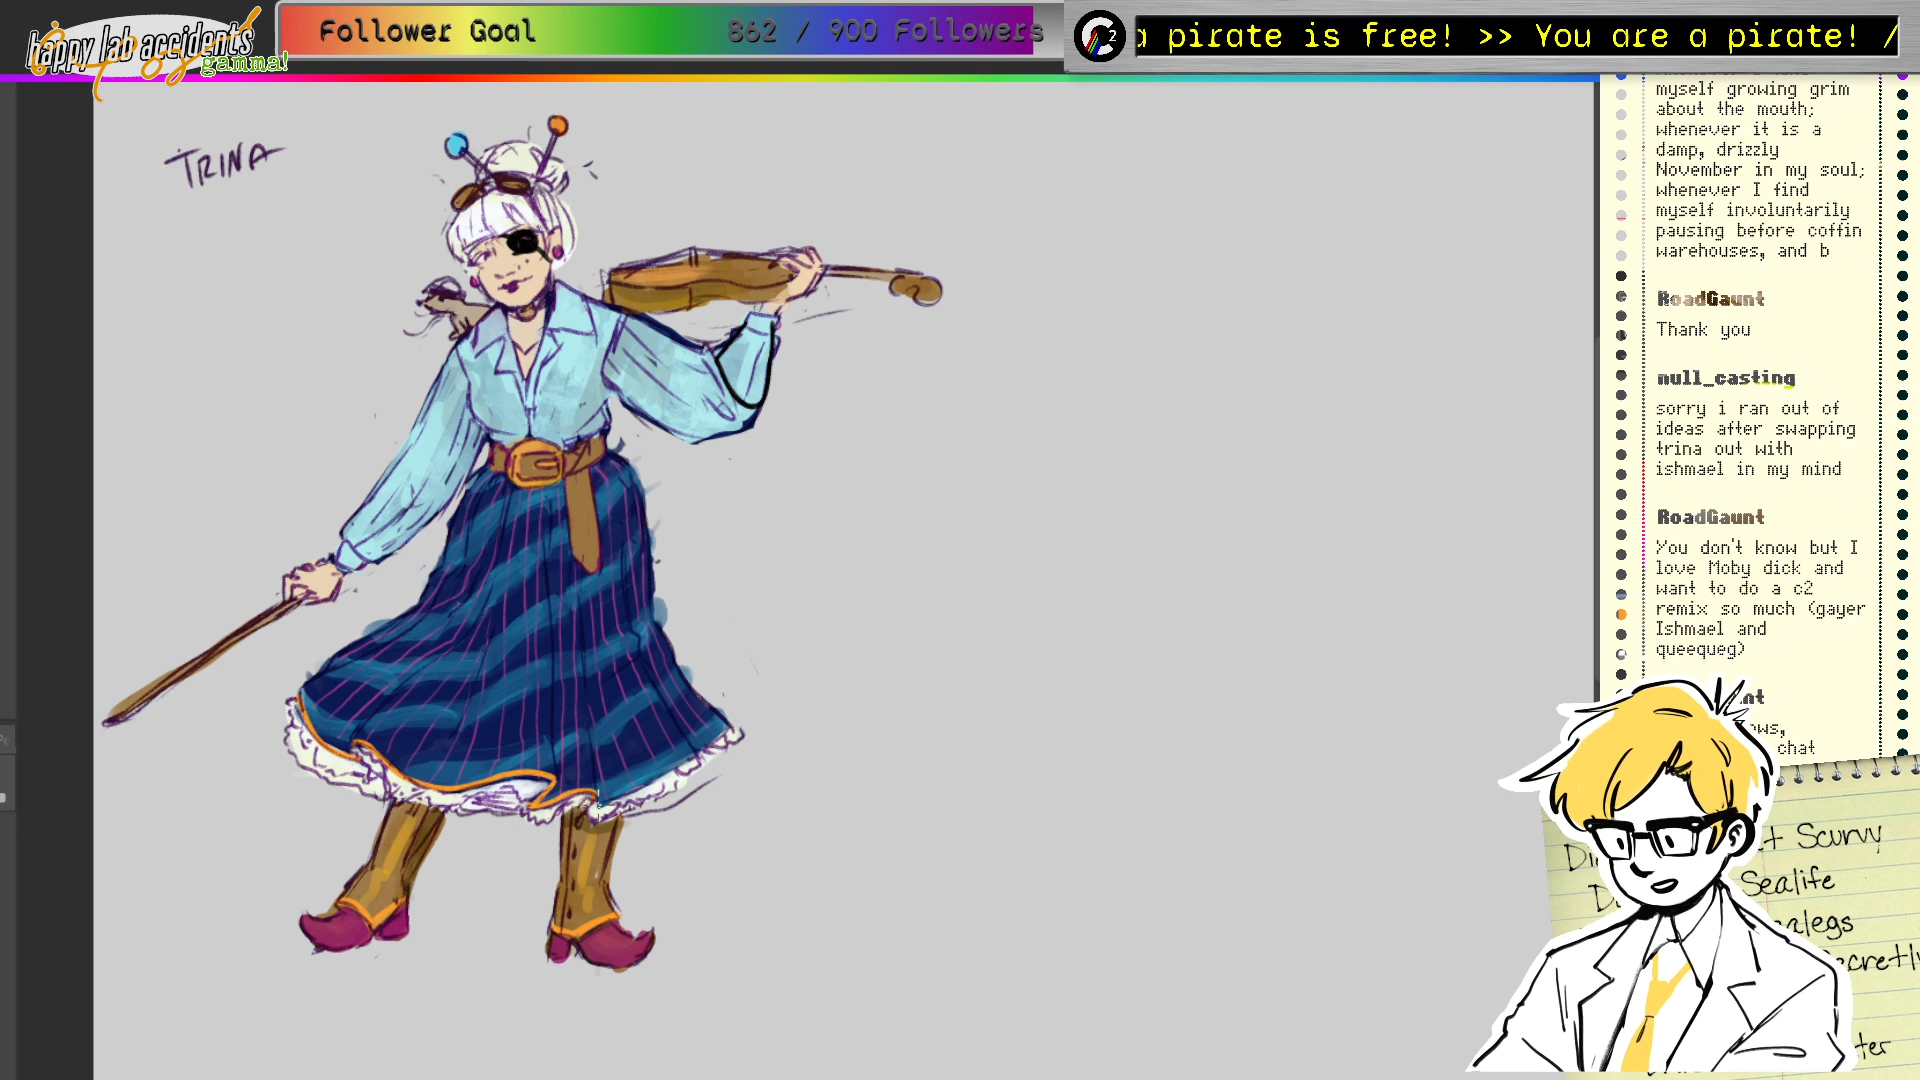 happy lab accidents
gamma!
Follower Goal
862 / 900 Followers
a pirate is free! >> You are a pirate! /
TRINA
myself growing grim
about the mouth;
whenever it is a
damp, drizzly
November in my soul;
whenever I find
myself involuntarily
pausing before coffin
warehouses, and b
RoadGaunt
Thank you
null_casting
sorry i ran out of
ideas after swapping
trina out with
ishmael in my mind
RoadGaunt
You don't know but I
love Moby dick and
want to do a c2
remix so much (gayer
Ishmael and
queequeg)
chat
Scurvy
Sealife